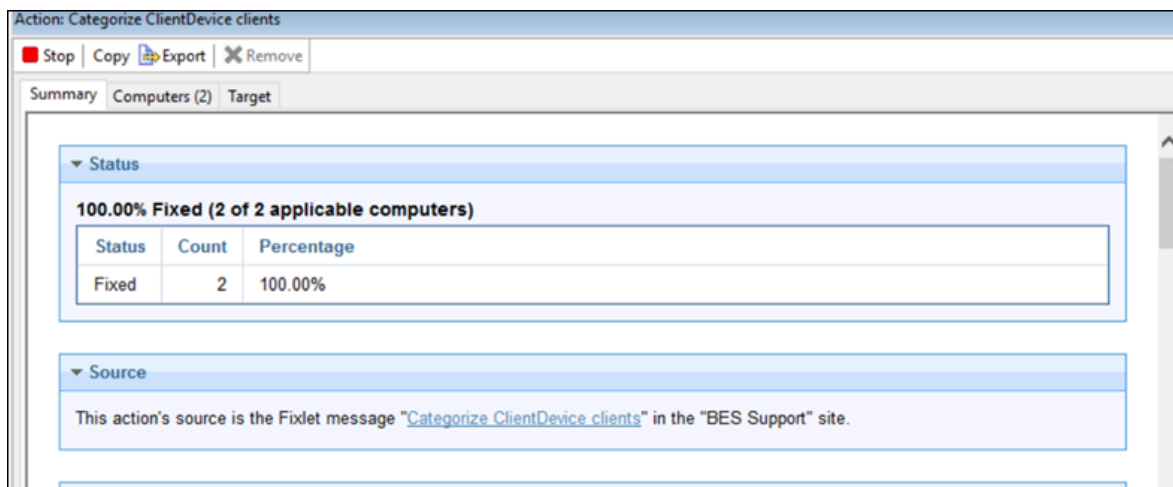 Action: Categorize ClientDevice clients
Stop Copy Export Remove
Summary Computers (2) Target
Status
100.00% Fixed (2 of 2 applicable computers)
Status Count Percentage
Fixed 2 100.00%
Source
This action's source is the Fixlet message "Categorize ClientDevice clients" in the "BES Support" site.